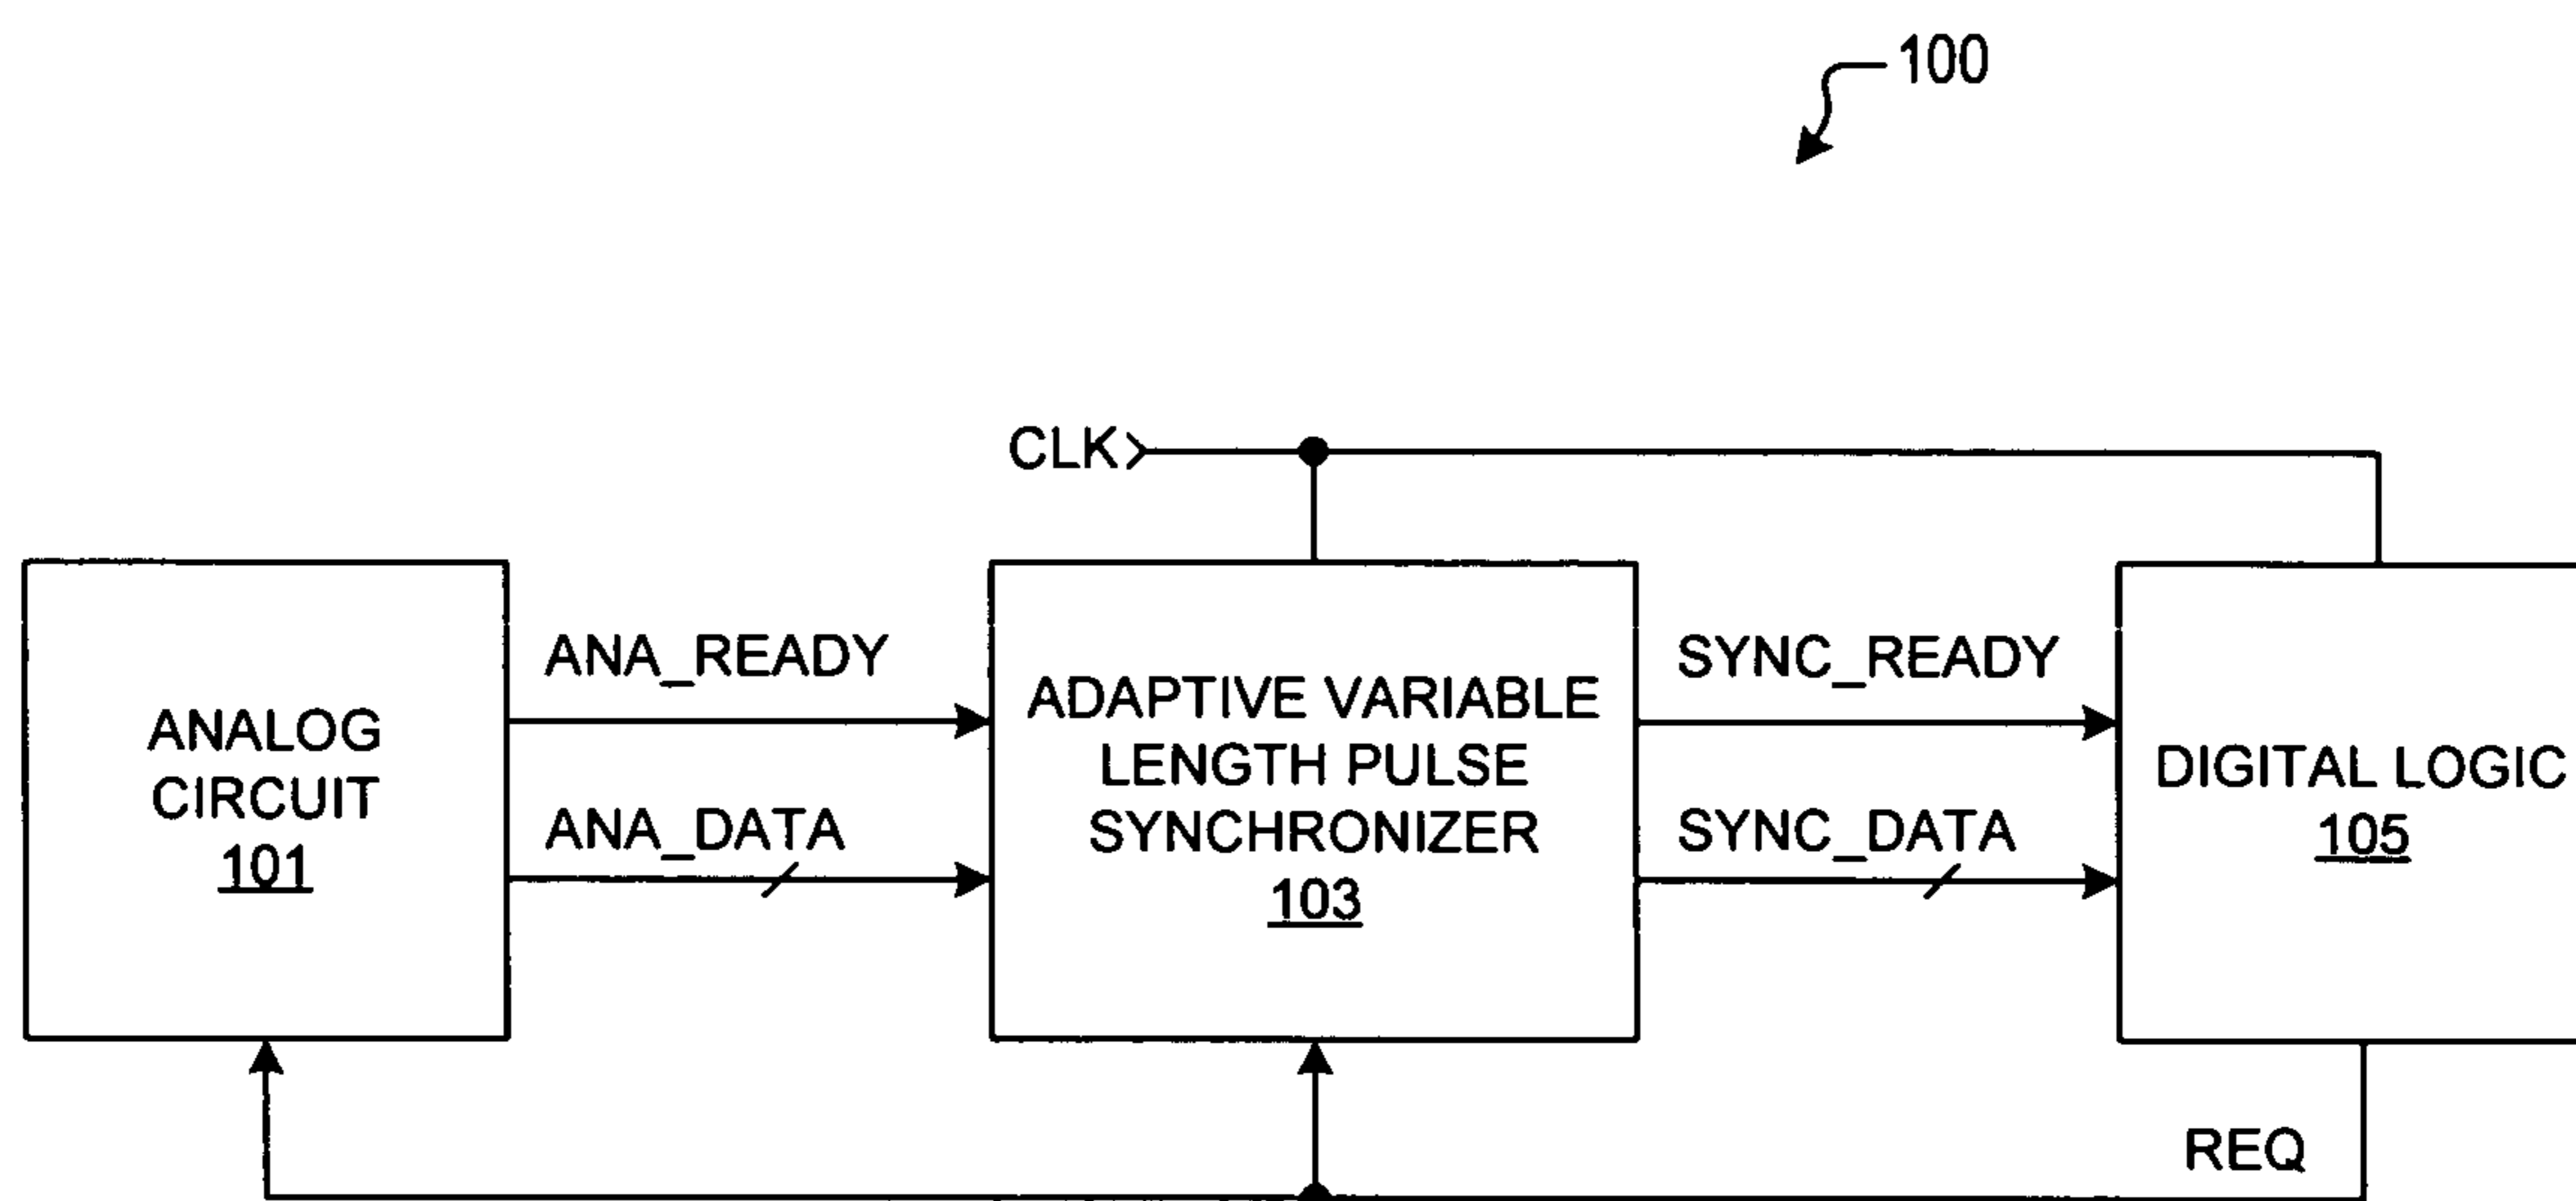 100
CLK
ANALOG
CIRCUIT
101
ANA_READY
ANA_DATA
ADAPTIVE VARIABLE
LENGTH PULSE
SYNCHRONIZER
103
SYNC_READY
SYNC_DATA
DIGITAL LOGIC
105
REQ